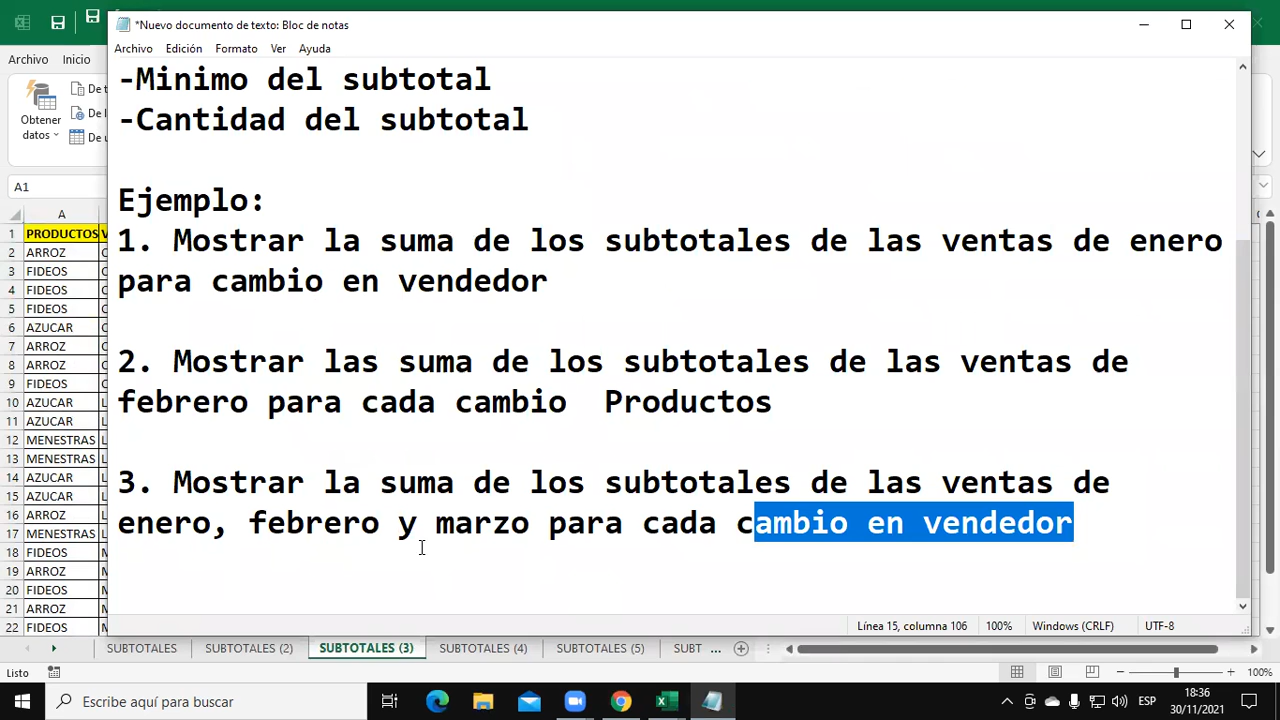 *Nuevo documento de texto: Bloc de notas
Archivo Edición Formato Ver Ayuda
Archivo Inicio
Obtener datos
De t
De l
De u
A1
-Minimo del subtotal
-Cantidad del subtotal
Ejemplo:
1. Mostrar la suma de los subtotales de las ventas de enero
para cambio en vendedor
2. Mostrar las suma de los subtotales de las ventas de
febrero para cada cambio  Productos
3. Mostrar la suma de los subtotales de las ventas de
enero, febrero y marzo para cada cambio en vendedor
A
1 PRODUCTOS V
2 ARROZ C
3 FIDEOS C
4 FIDEOS C
5 FIDEOS C
6 AZUCAR C
7 ARROZ C
8 ARROZ C
9 FIDEOS C
10 AZUCAR L
11 AZUCAR L
12 MENESTRAS L
13 MENESTRAS L
14 AZUCAR L
15 AZUCAR L
16 ARROZ L
17 MENESTRAS L
18 FIDEOS M
19 ARROZ M
20 FIDEOS M
21 ARROZ M
22 FIDEOS M
Línea 15, columna 106 100% Windows (CRLF) UTF-8
SUBTOTALES SUBTOTALES (2) SUBTOTALES (3) SUBTOTALES (4) SUBTOTALES (5) SUBT ...
Listo 100%
Escribe aquí para buscar
ESP
18:36
30/11/2021